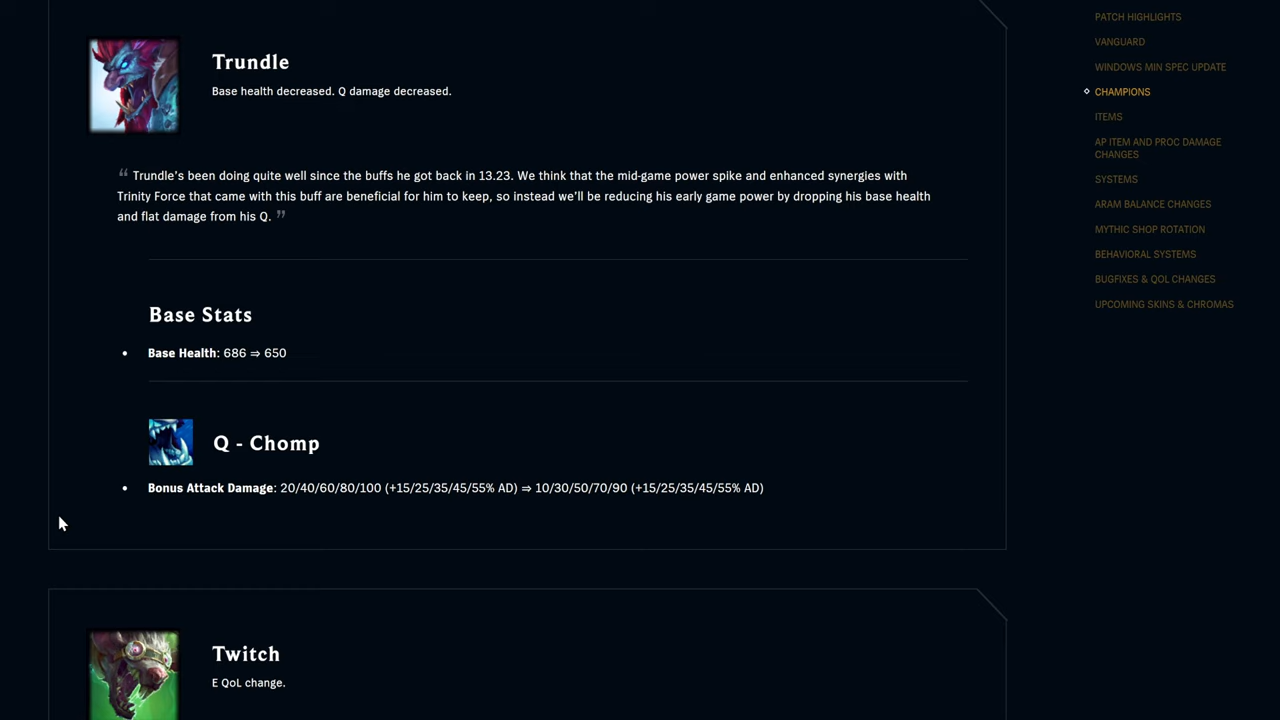 Trundle
Base health decreased. Q damage decreased.
“ Trundle’s been doing quite well since the buffs he got back in 13.23. We think that the mid-game power spike and enhanced synergies with
Trinity Force that came with this buff are beneficial for him to keep, so instead we’ll be reducing his early game power by dropping his base health
and flat damage from his Q. ”
Base Stats
• Base Health: 686 ⇒ 650
Q - Chomp
• Bonus Attack Damage: 20/40/60/80/100 (+15/25/35/45/55% AD) ⇒ 10/30/50/70/90 (+15/25/35/45/55% AD)
Twitch
E QoL change.
PATCH HIGHLIGHTS
VANGUARD
WINDOWS MIN SPEC UPDATE
CHAMPIONS
ITEMS
AP ITEM AND PROC DAMAGE
CHANGES
SYSTEMS
ARAM BALANCE CHANGES
MYTHIC SHOP ROTATION
BEHAVIORAL SYSTEMS
BUGFIXES & QOL CHANGES
UPCOMING SKINS & CHROMAS